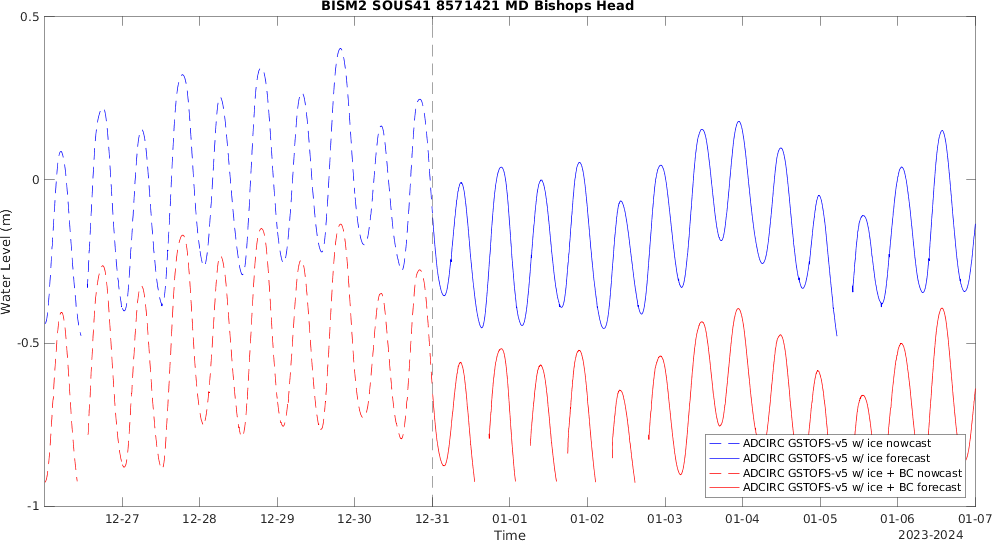 BISM2 SOUS41 8571421 MD Bishops Head
0.5
0
-0.5
-1
Water Level (m)
ADCIRC GSTOFS-v5 w/ ice nowcast
ADCIRC GSTOFS-v5 w/ ice forecast
ADCIRC GSTOFS-v5 w/ ice + BC nowcast
ADCIRC GSTOFS-v5 w/ ice + BC forecast
12-27 12-28 12-29 12-30 12-31 01-01 01-02 01-03 01-04 01-05 01-06 01-07
Time
2023-2024